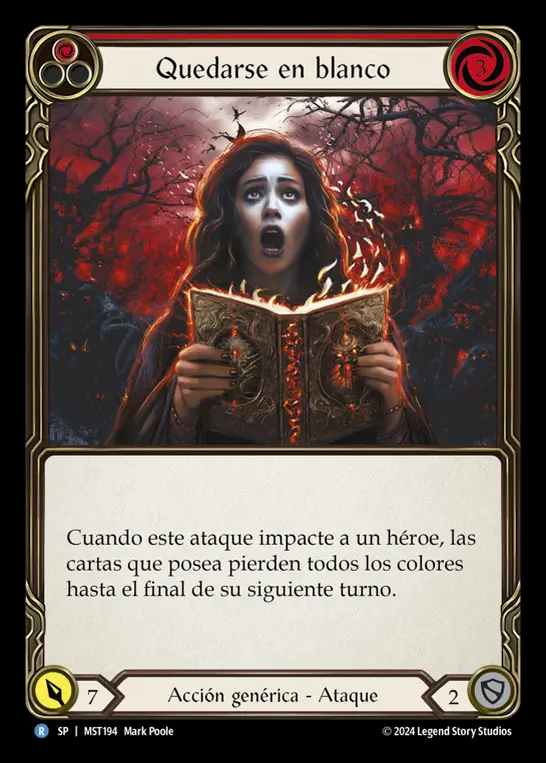 Quedarse en blanco
3
Cuando este ataque impacte a un héroe, las
cartas que posea pierden todos los colores
hasta el final de su siguiente turno.
7
Acción genérica - Ataque
2
R SP | MST194 Mark Poole
© 2024 Legend Story Studios